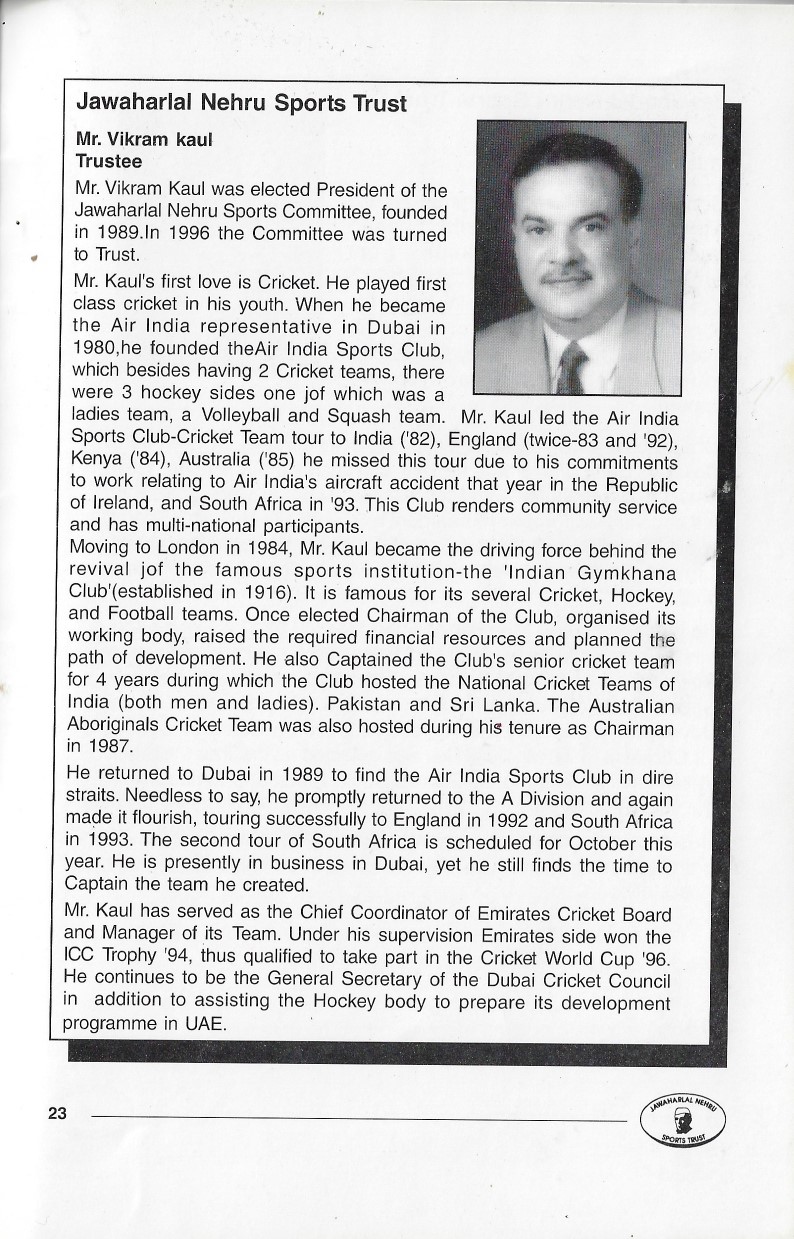 Jawaharlal Nehru Sports Trust
Mr. Vikram kaul
Trustee
Mr. Vikram Kaul was elected President of the
Jawaharlal Nehru Sports Committee, founded
in 1989.In 1996 the Committee was turned
to Trust.
Mr. Kaul's first love is Cricket. He played first
class cricket in his youth. When he became
the Air India representative in Dubai in
1980,he founded theAir India Sports Club,
which besides having 2 Cricket teams, there
were 3 hockey sides one jof which was a
ladies team, a Volleyball and Squash team. Mr. Kaul led the Air India
Sports Club-Cricket Team tour to India ('82), England (twice-83 and '92),
Kenya ('84), Australia ('85) he missed this tour due to his commitments
to work relating to Air India's aircraft accident that year in the Republic
of Ireland, and South Africa in '93. This Club renders community service
and has multi-national participants.
Moving to London in 1984, Mr. Kaul became the driving force behind the
revival jof the famous sports institution-the 'Indian Gymkhana
Club'(established in 1916). It is famous for its several Cricket, Hockey,
and Football teams. Once elected Chairman of the Club, organised its
working body, raised the required financial resources and planned the
path of development. He also Captained the Club's senior cricket team
for 4 years during which the Club hosted the National Cricket Teams of
India (both men and ladies). Pakistan and Sri Lanka. The Australian
Aboriginals Cricket Team was also hosted during his tenure as Chairman
in 1987.
He returned to Dubai in 1989 to find the Air India Sports Club in dire
straits. Needless to say, he promptly returned to the A Division and again
made it flourish, touring successfully to England in 1992 and South Africa
in 1993. The second tour of South Africa is scheduled for October this
year. He is presently in business in Dubai, yet he still finds the time to
Captain the team he created.
Mr. Kaul has served as the Chief Coordinator of Emirates Cricket Board
and Manager of its Team. Under his supervision Emirates side won the
ICC Trophy '94, thus qualified to take part in the Cricket World Cup '96.
He continues to be the General Secretary of the Dubai Cricket Council
in addition to assisting the Hockey body to prepare its development
programme in UAE.
23
JAWAHARLAL NEHRU
SPORTS TRUST